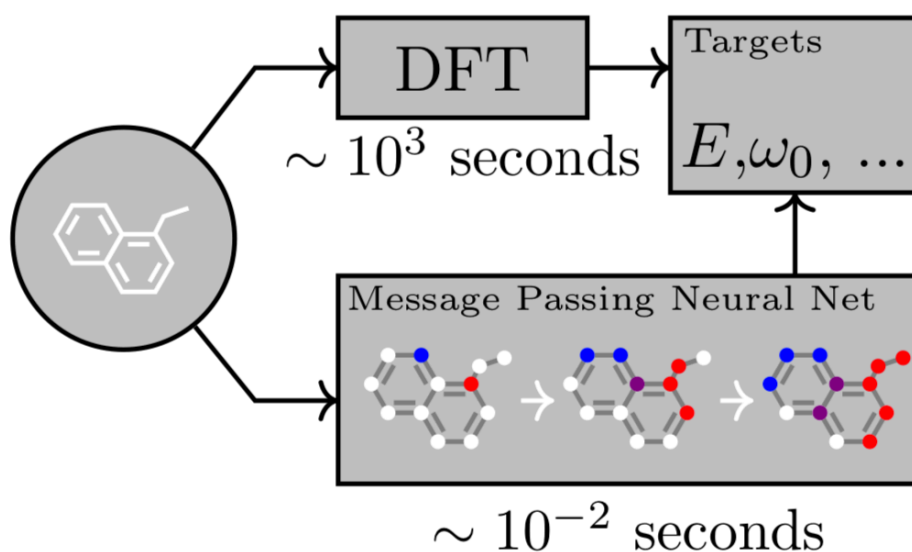 DFT
∼ 10³ seconds
Targets
E,ω₀, ...
Message Passing Neural Net
∼ 10⁻² seconds